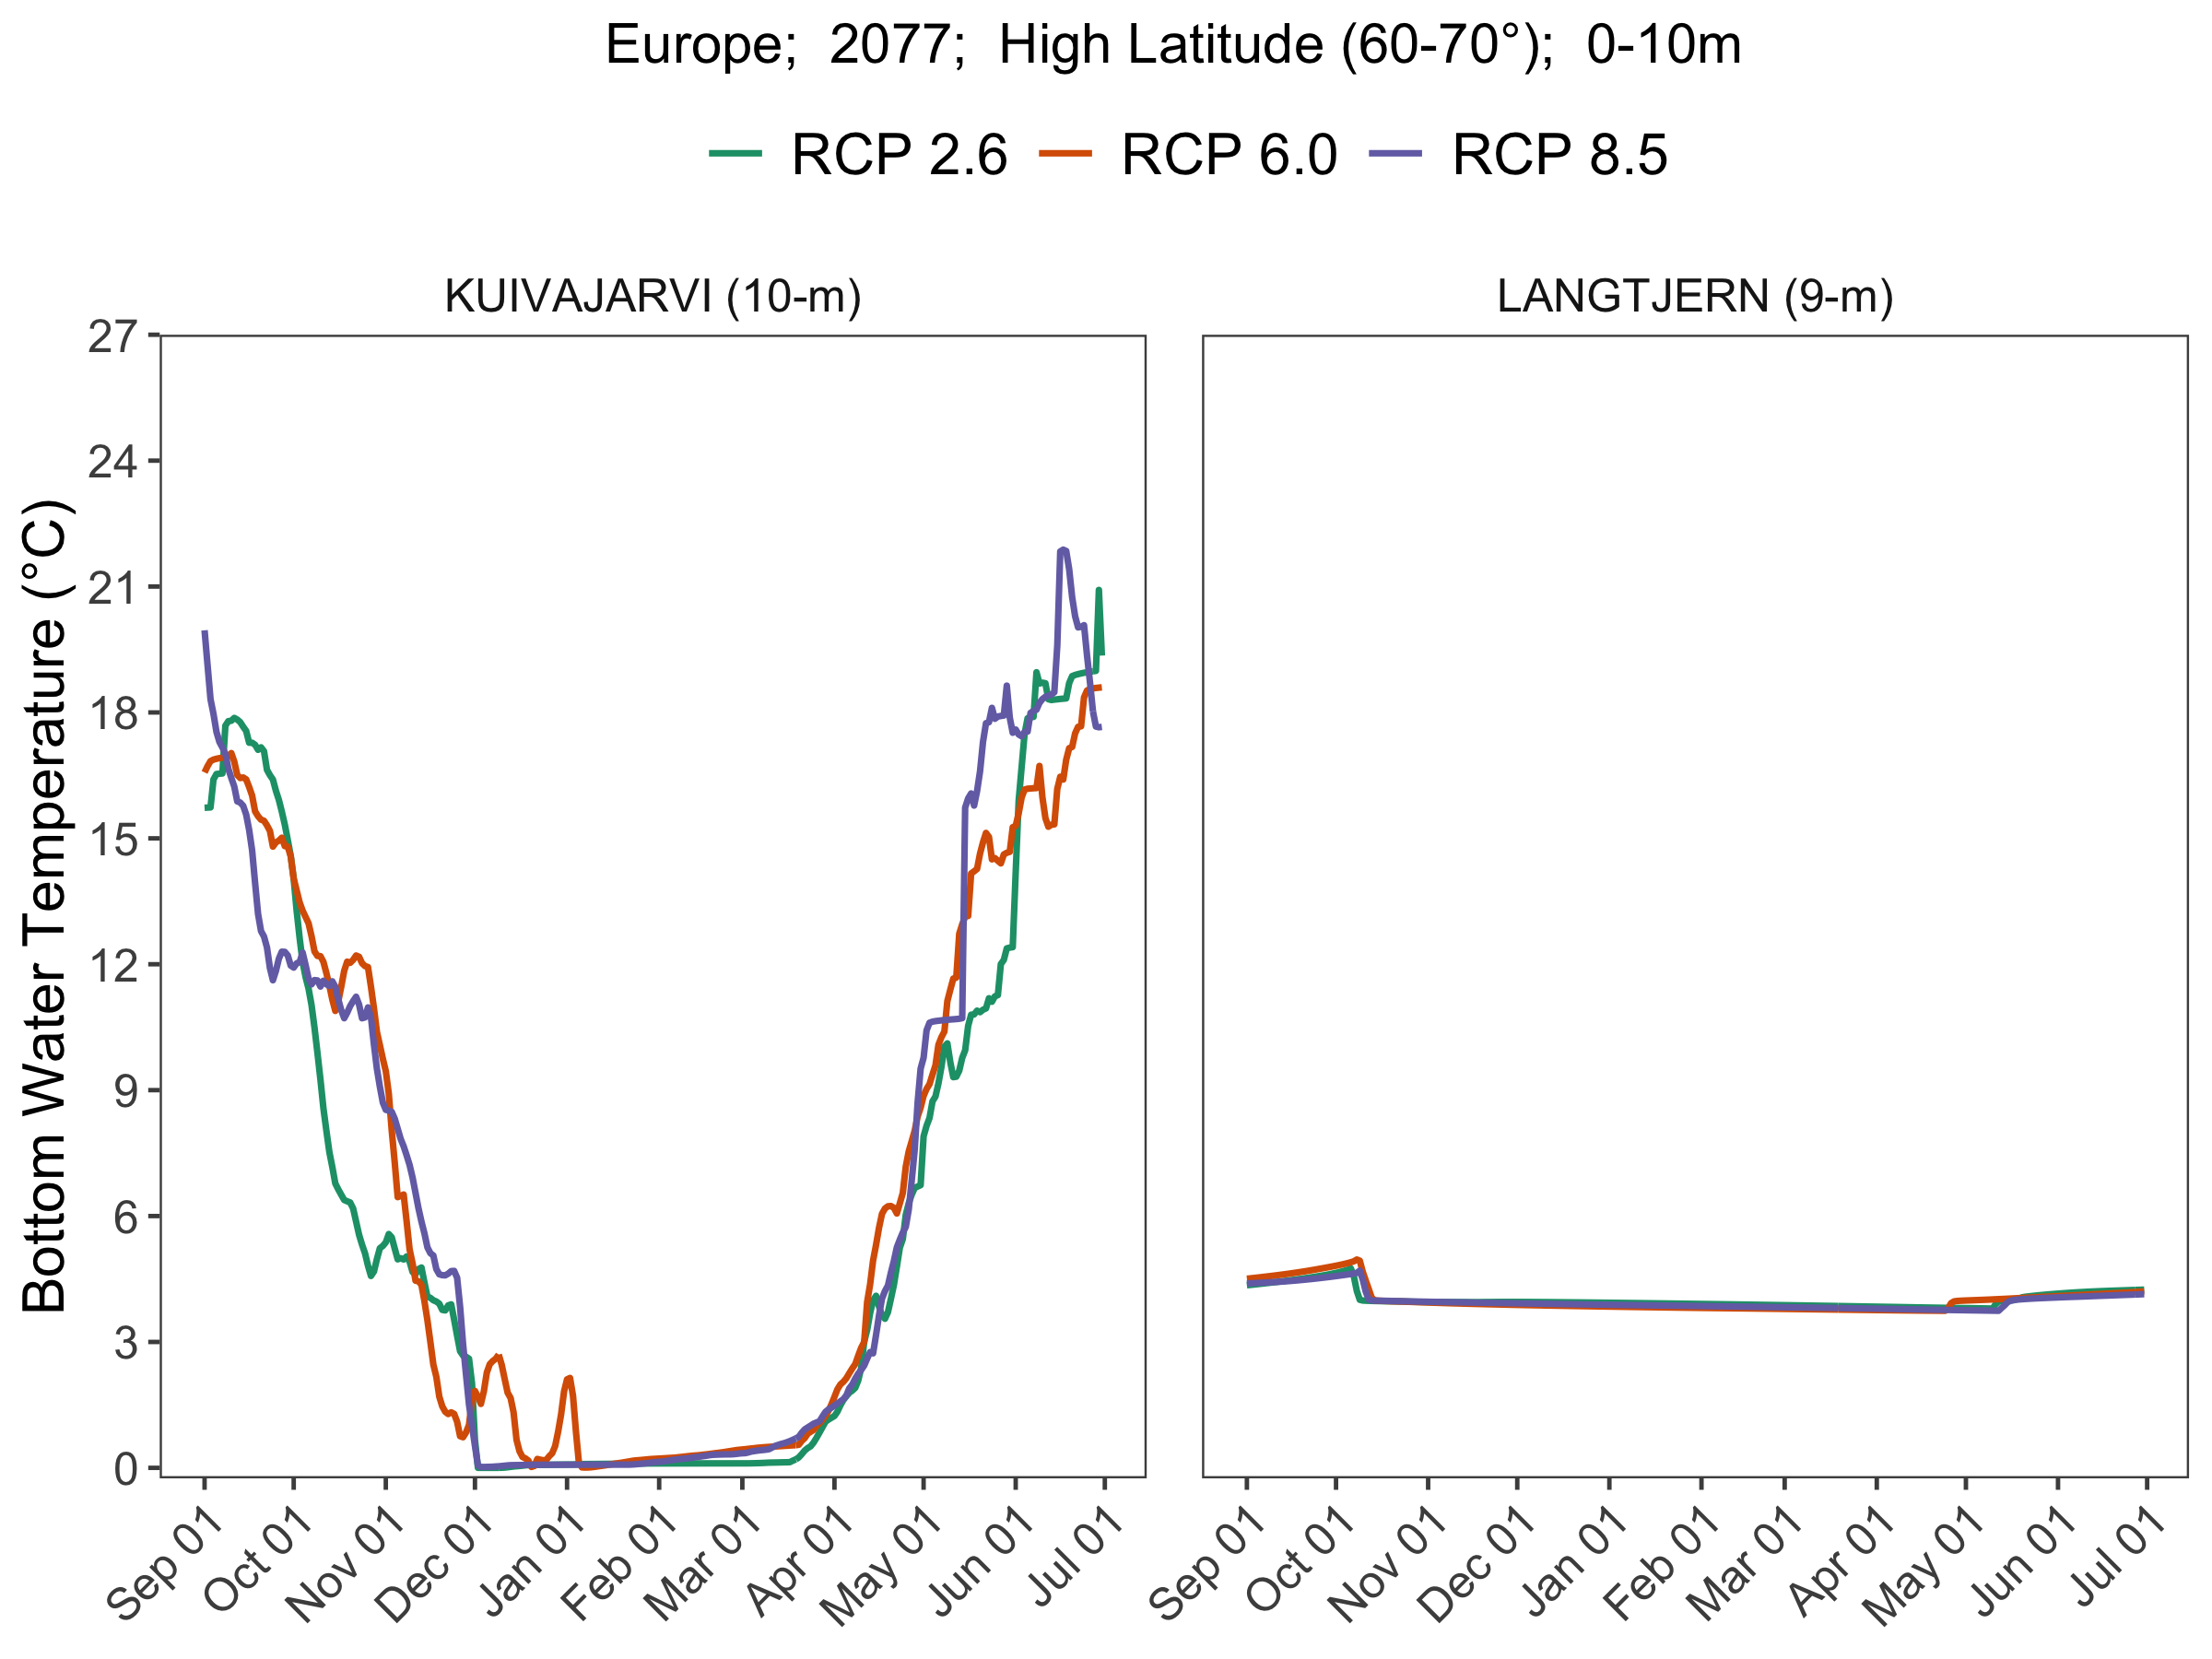 Europe;  2077;  High Latitude (60-70°);  0-10m
RCP 2.6 RCP 6.0 RCP 8.5
KUIVAJARVI (10-m)
LANGTJERN (9-m)
Bottom Water Temperature (°C)
27
24
21
18
15
12
9
6
3
0
Sep 01 Oct 01 Nov 01 Dec 01 Jan 01 Feb 01 Mar 01 Apr 01 May 01 Jun 01 Jul 01
Sep 01 Oct 01 Nov 01 Dec 01 Jan 01 Feb 01 Mar 01 Apr 01 May 01 Jun 01 Jul 01